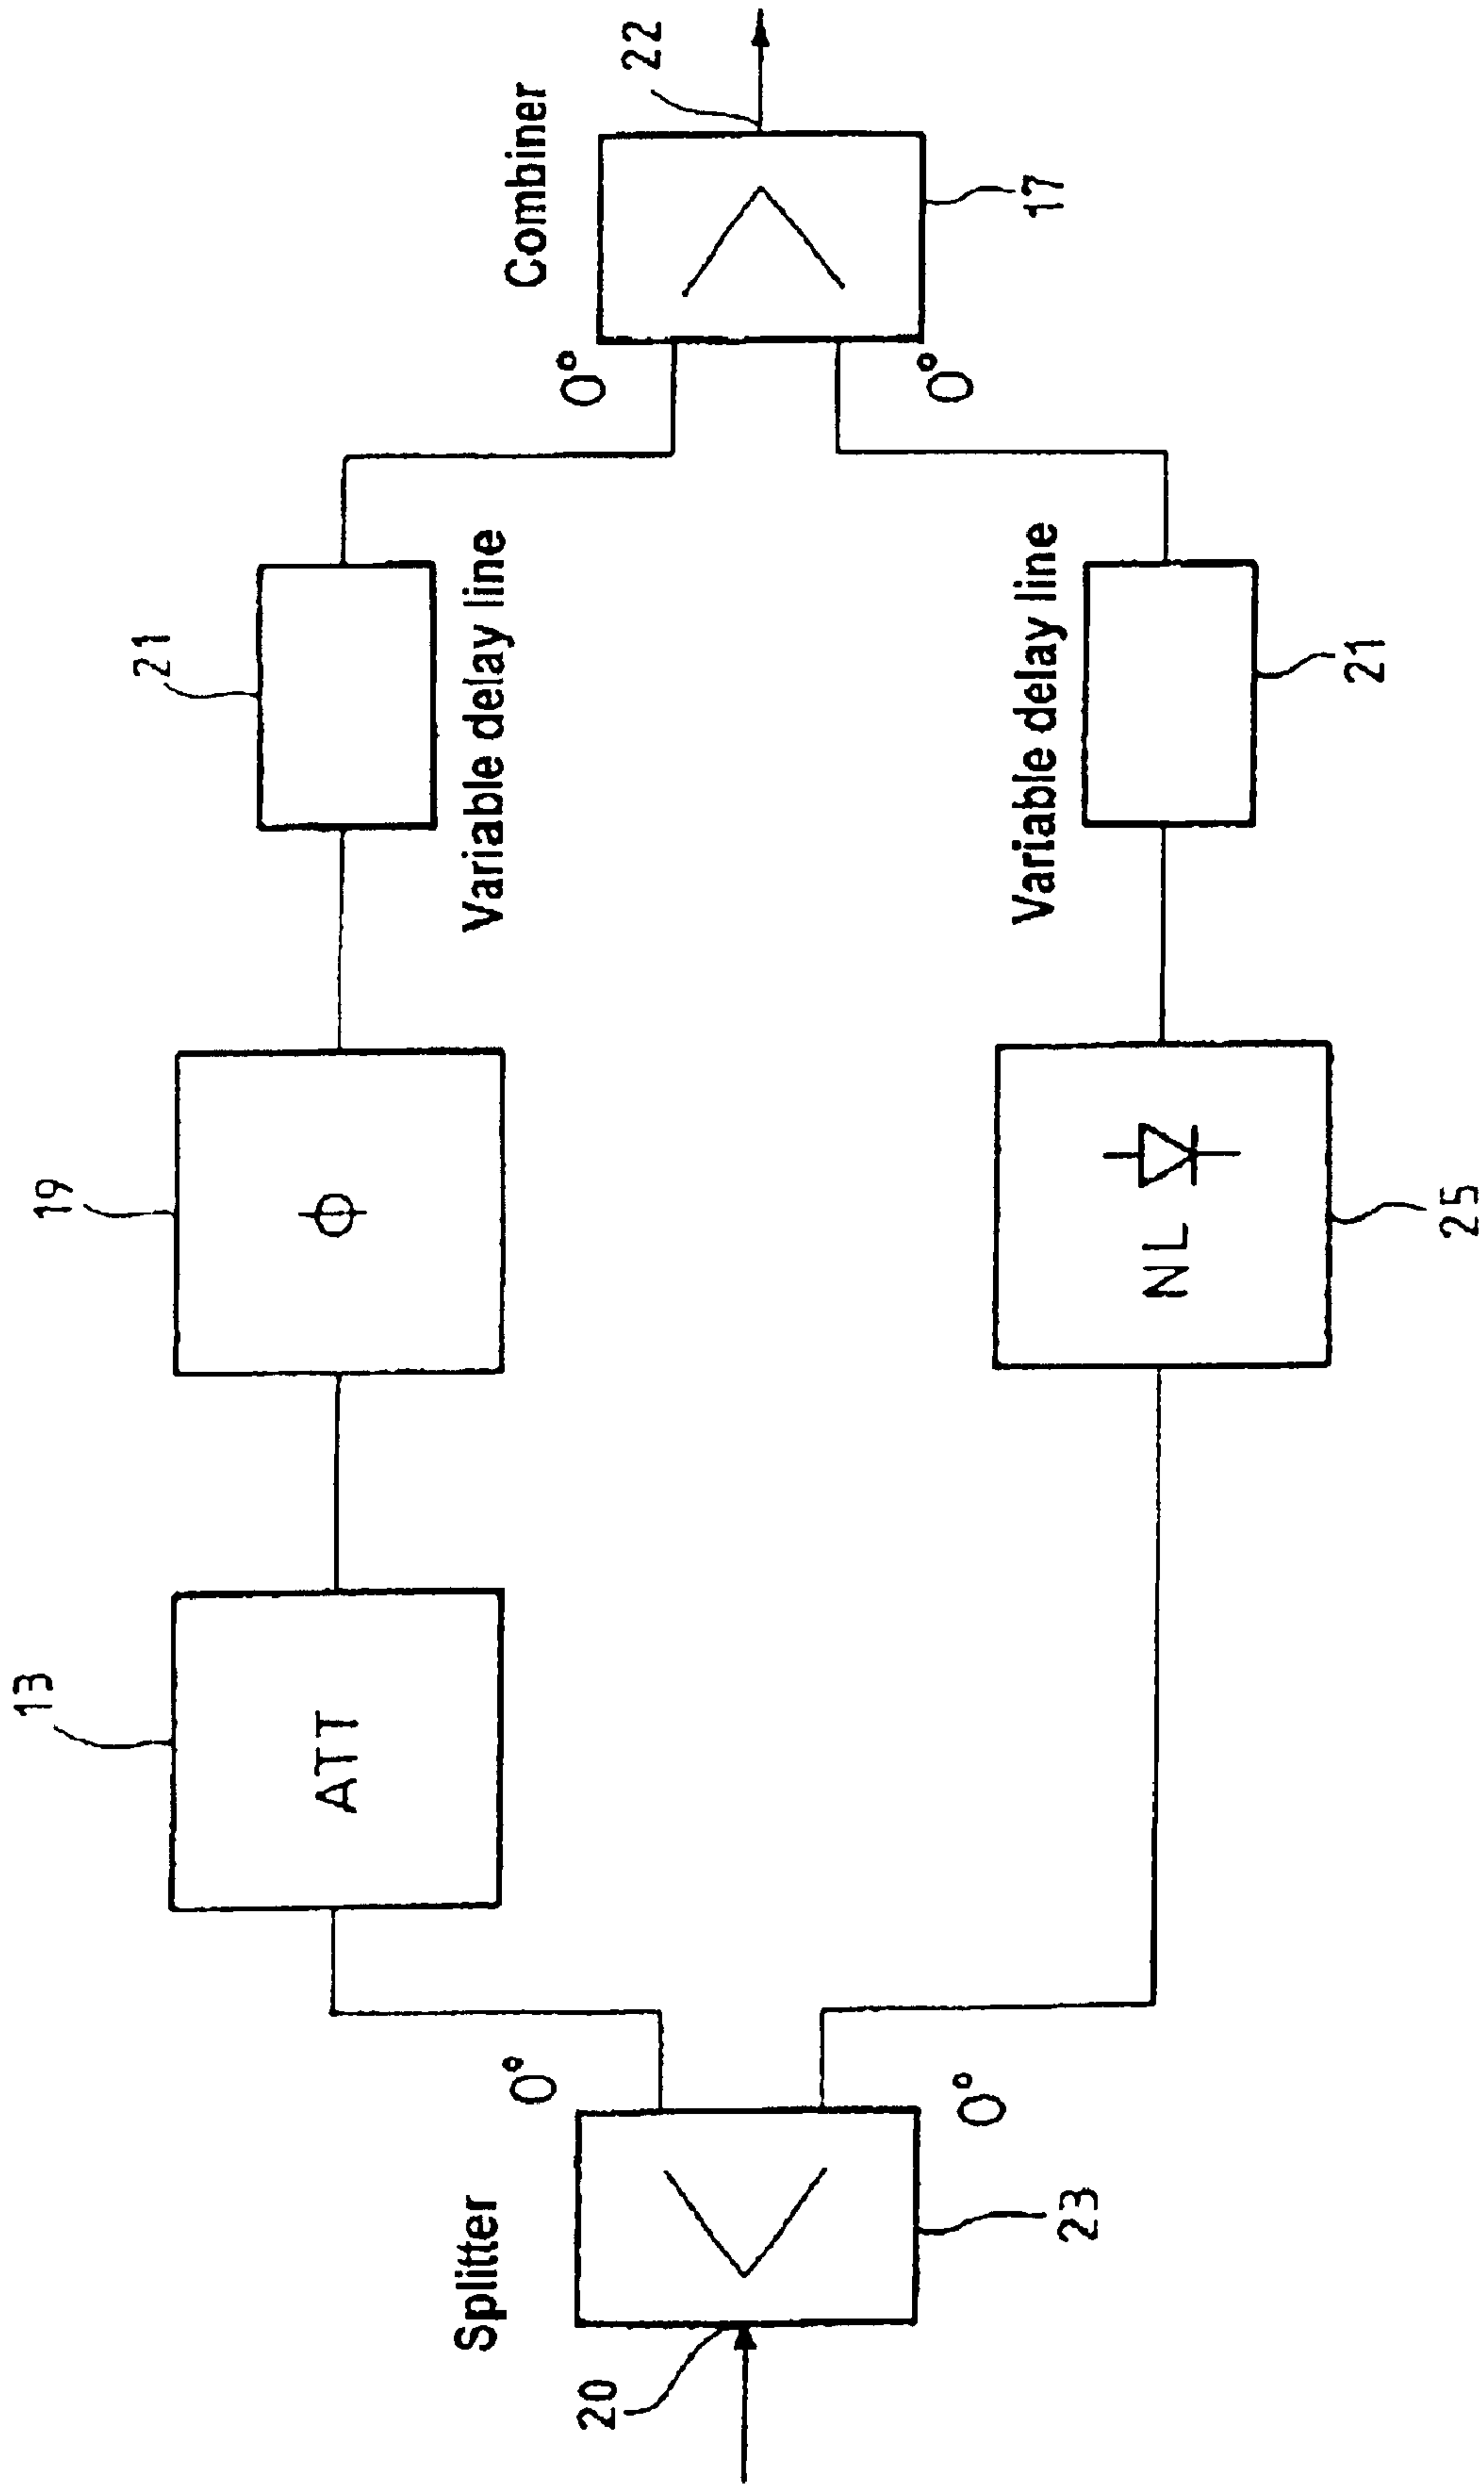 13
ATT
19
Φ
21
Variable delay line
Splitter
20
0°
0°
23
Combiner
22
0°
0°
17
NL
25
Variable delay line
21